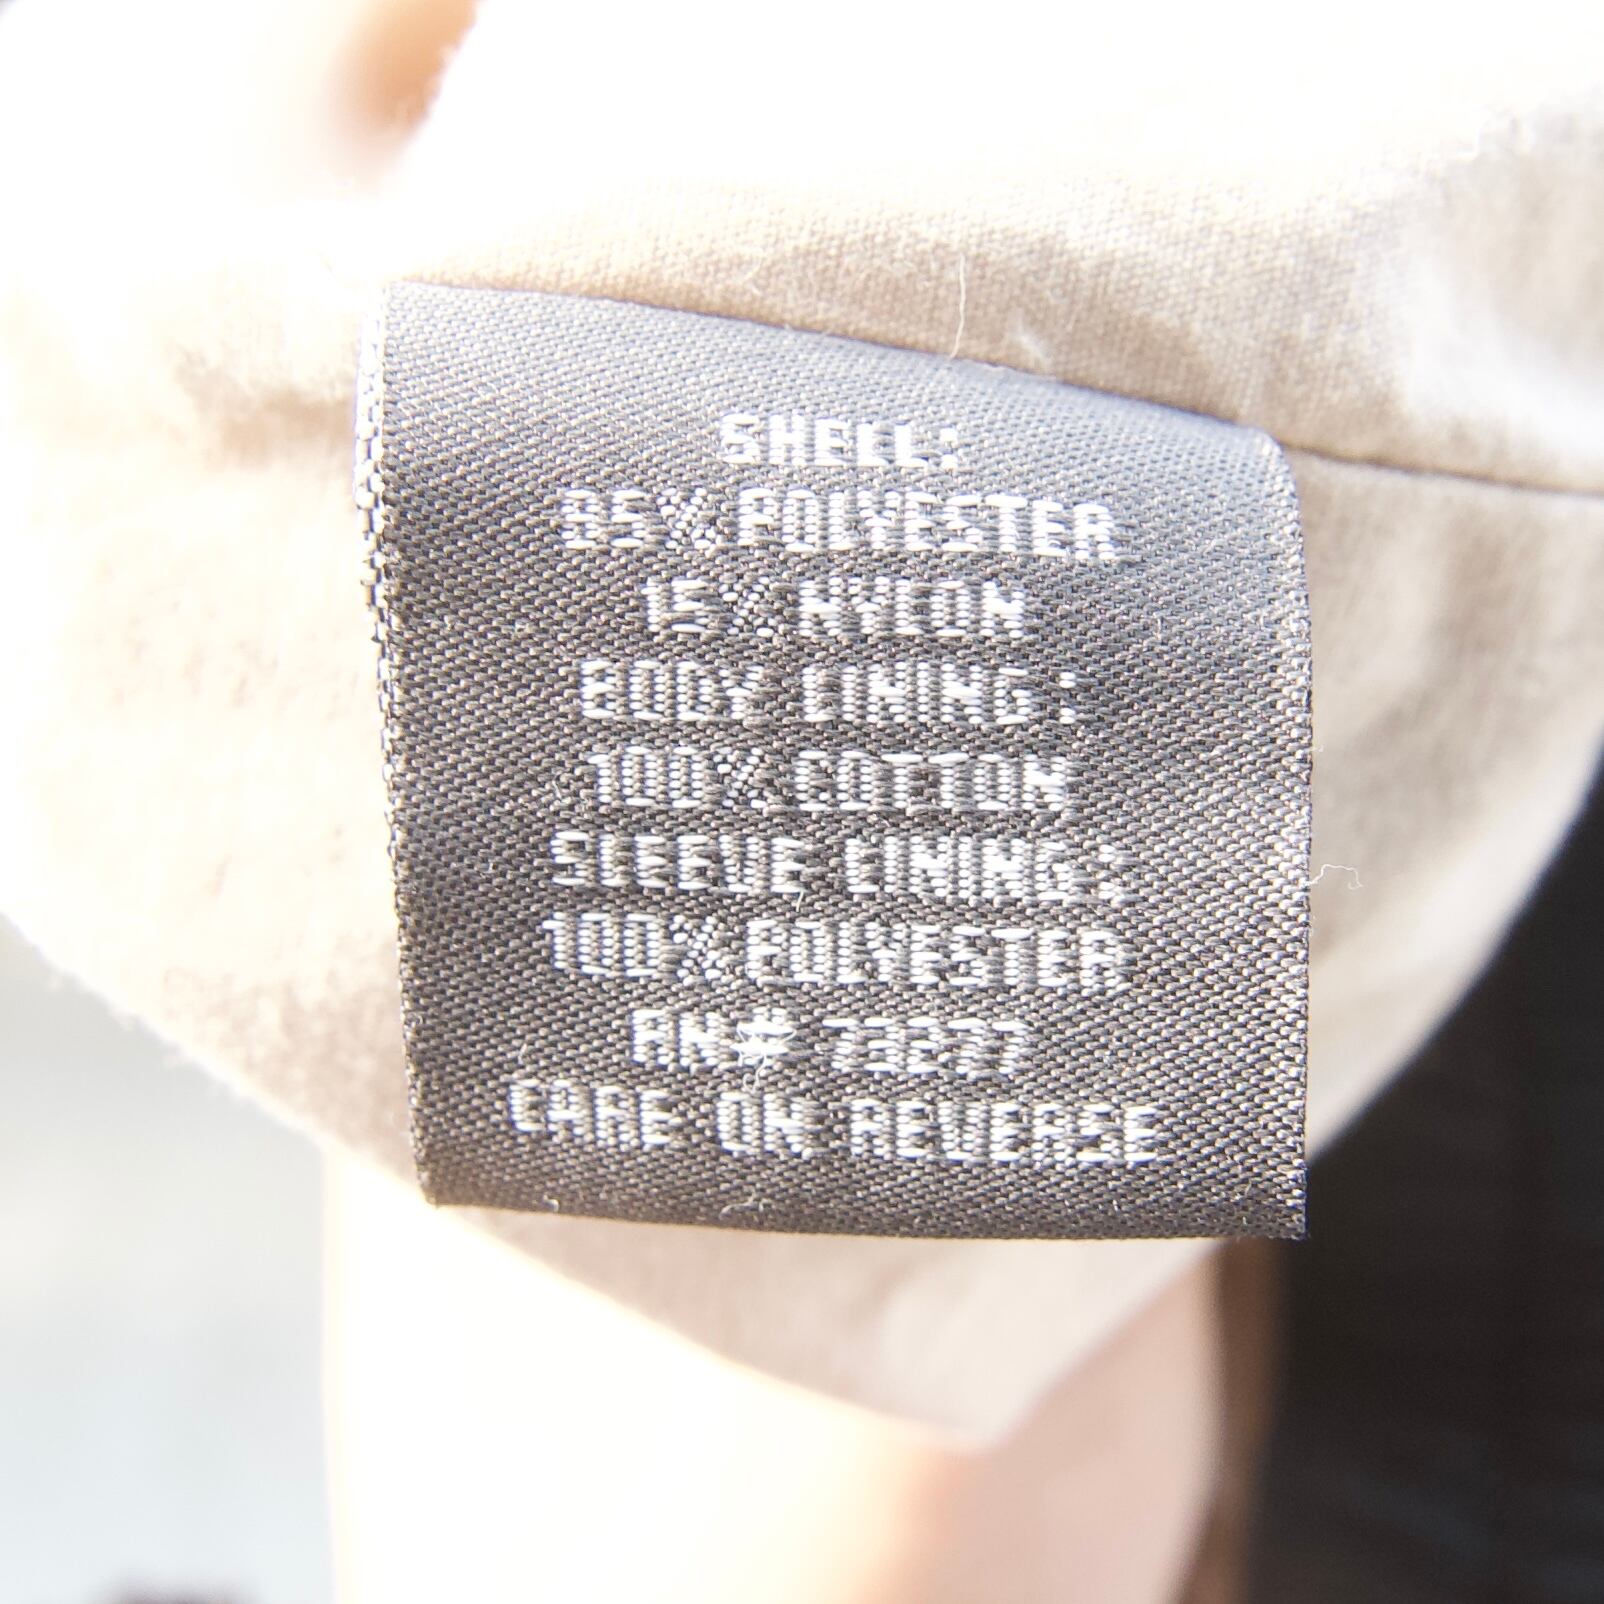 SHELL:
85% POLYESTER
15% NYLON
BODY LINING:
100% COTTON
SLEEVE LINING:
100% POLYESTER
RN# 73277
CARE ON REVERSE